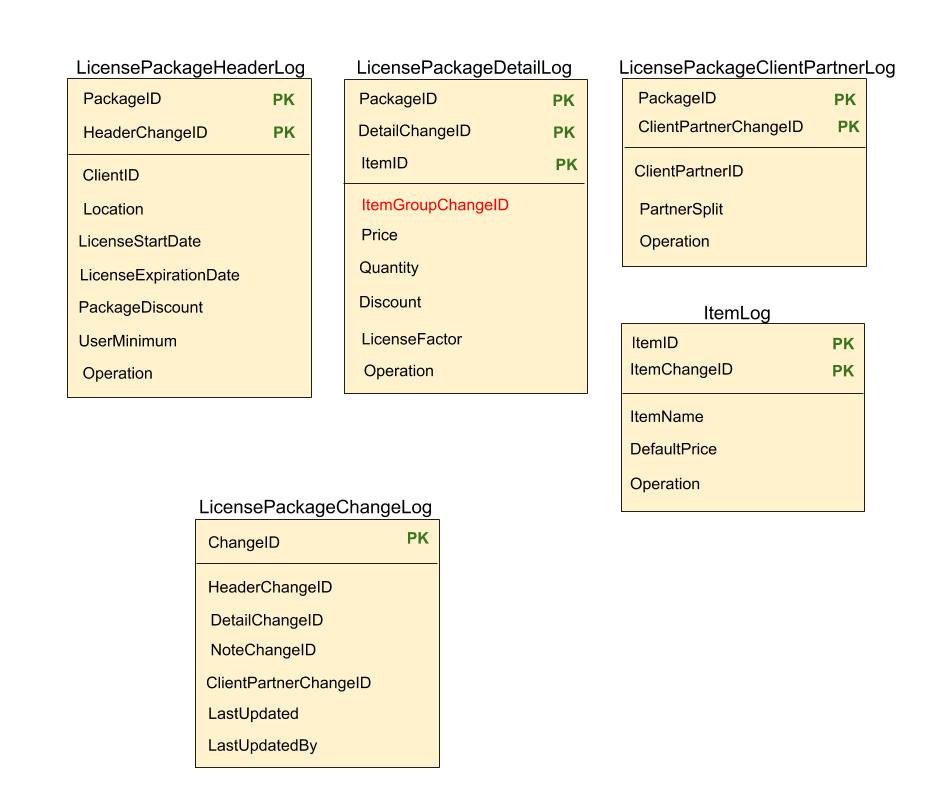 LicensePackageHeaderLog
PackageID PK
HeaderChangeID PK
ClientID
Location
LicenseStartDate
LicenseExpirationDate
PackageDiscount
UserMinimum
Operation
LicensePackageDetailLog
PackageID PK
DetailChangeID PK
ItemID PK
ItemGroupChangeID
Price
Quantity
Discount
LicenseFactor
Operation
LicensePackageClientPartnerLog
PackageID PK
ClientPartnerChangeID PK
ClientPartnerID
PartnerSplit
Operation
ItemLog
ItemID PK
ItemChangeID PK
ItemName
DefaultPrice
Operation
LicensePackageChangeLog
ChangeID PK
HeaderChangeID
DetailChangeID
NoteChangeID
ClientPartnerChangeID
LastUpdated
LastUpdatedBy